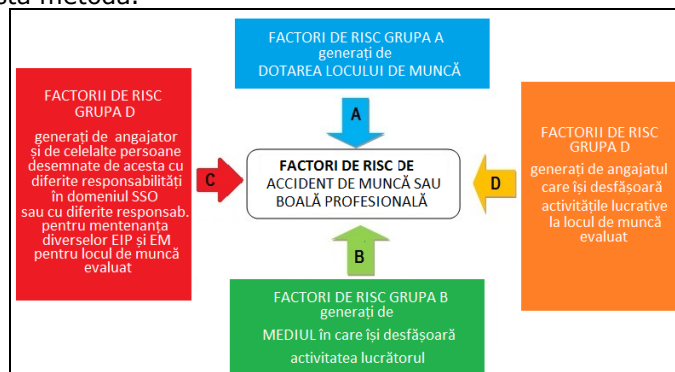 astă metodă.
FACTORI DE RISC GRUPA A
generați de
DOTAREA LOCULUI DE MUNCĂ
A
FACTORII DE RISC
GRUPA D
generați de angajator
și de celelalte persoane
desemnate de acesta cu
diferite responsabilități
în domeniul SSO
sau cu diferite responsab.
pentru mentenanța
diverselor EIP și EM
pentru locul de muncă
evaluat
C
FACTORI DE RISC DE
ACCIDENT DE MUNCĂ SAU
BOALĂ PROFESIONALĂ
D
FACTORII DE RISC
GRUPA D
generați de angajatul
care își desfășoară
activitățile lucrative
la locul de muncă
evaluat
B
FACTORI DE RISC GRUPA B
generați de
MEDIUL în care își desfășoară
activitatea lucrătorul